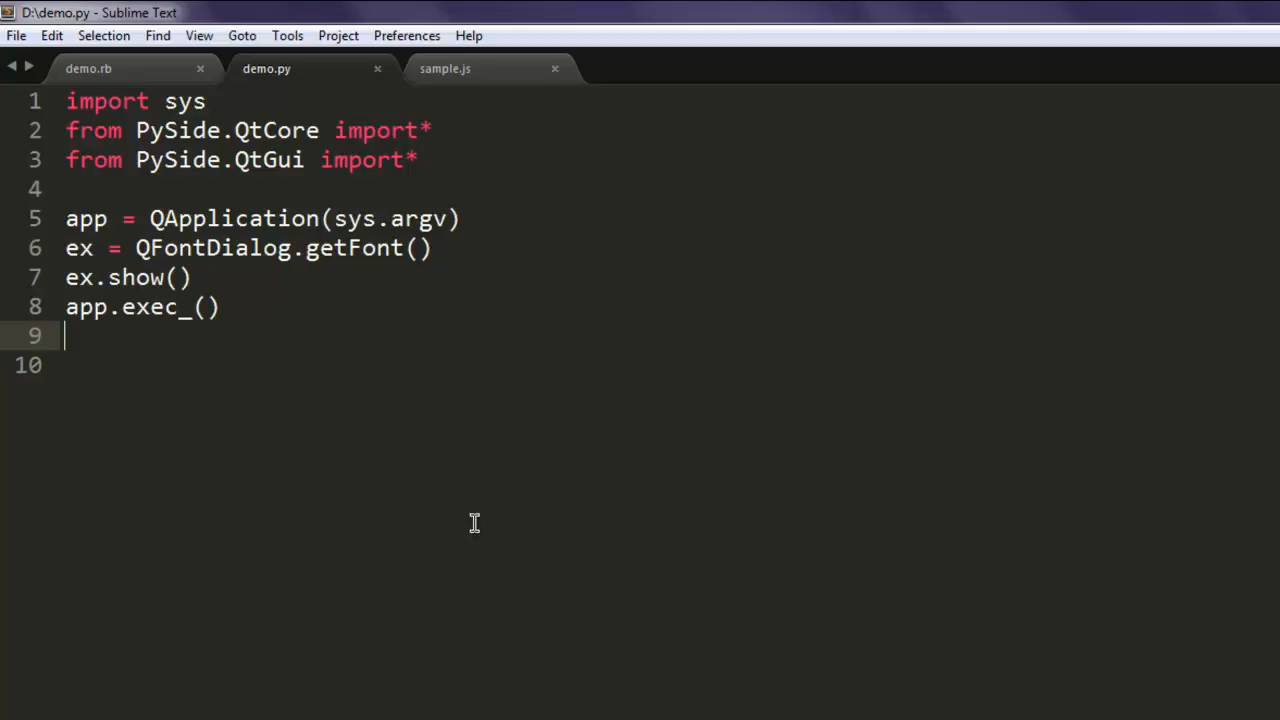 D:\demo.py - Sublime Text
File Edit Selection Find View Goto Tools Project Preferences Help
demo.rb demo.py sample.js
1 import sys
2 from PySide.QtCore import*
3 from PySide.QtGui import*
4
5 app = QApplication(sys.argv)
6 ex = QFontDialog.getFont()
7 ex.show()
8 app.exec_()
9
10